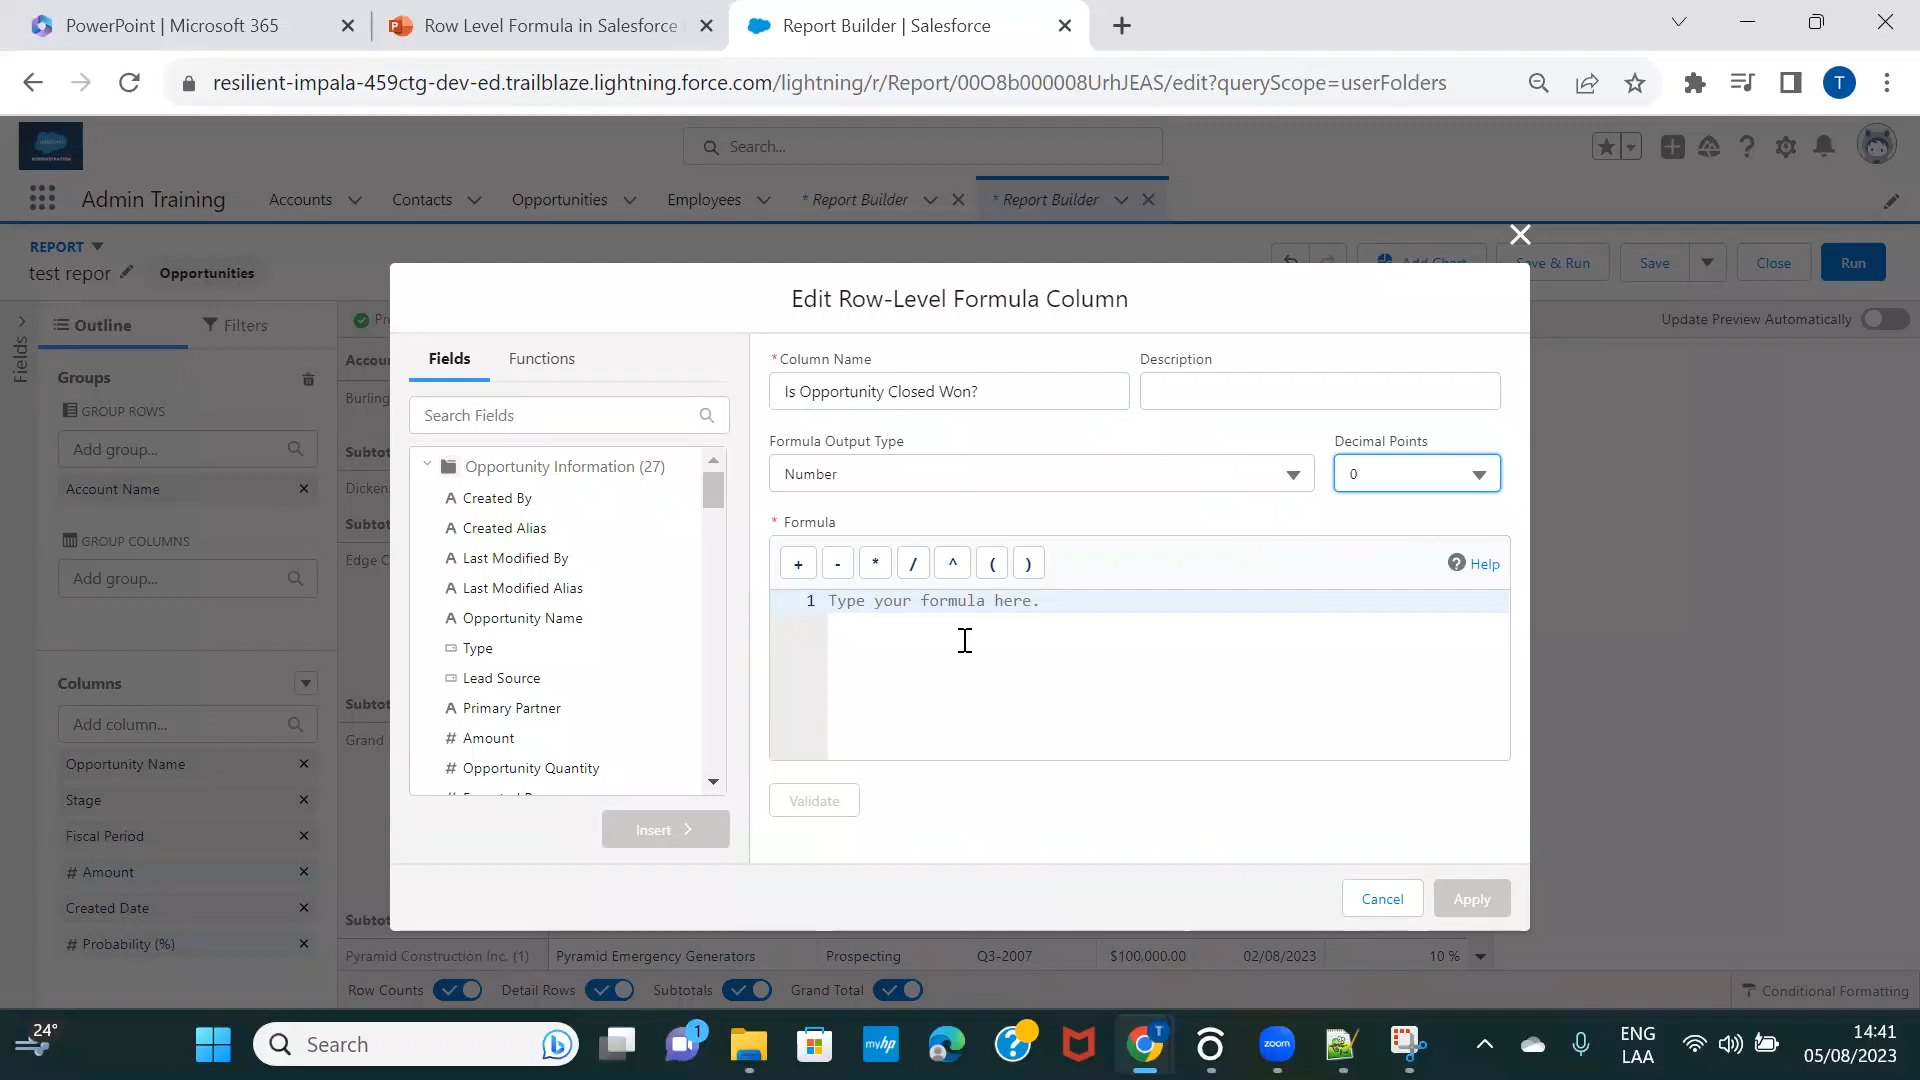 PowerPoint | Microsoft 365
Row Level Formula in Salesforce
Report Builder | Salesforce
resilient-impala-459ctg-dev-ed.trailblaze.lightning.force.com/lightning/r/Report/00O8b000008UrhJEAS/edit?queryScope=userFolders
T
Search...
Admin Training
Accounts
Contacts
Opportunities
Employees
* Report Builder
* Report Builder
REPORT
test repor
Opportunities
Add Chart
Save & Run
Save
Close
Run
Fields
Outline
Filters
Update Preview Automatically
Groups
GROUP ROWS
Add group...
Account Name
GROUP COLUMNS
Add group...
Columns
Add column...
Opportunity Name
Stage
Fiscal Period
# Amount
Created Date
# Probability (%)
Edit Row-Level Formula Column
Fields
Functions
Search Fields
Opportunity Information (27)
A Created By
A Created Alias
A Last Modified By
A Last Modified Alias
A Opportunity Name
Type
Lead Source
A Primary Partner
# Amount
# Opportunity Quantity
Insert
* Column Name
Is Opportunity Closed Won?
Description
Formula Output Type
Number
Decimal Points
0
* Formula
+ - * / ^ ( )
Help
1 Type your formula here.
Validate
Cancel
Apply
Pyramid Construction Inc. (1)
Pyramid Emergency Generators
Prospecting
Q3-2007
$100,000.00
02/08/2023
10 %
Row Counts
Detail Rows
Subtotals
Grand Total
Conditional Formatting
24°
Search
1
myhp
T
zoom
ENG
LAA
14:41
05/08/2023